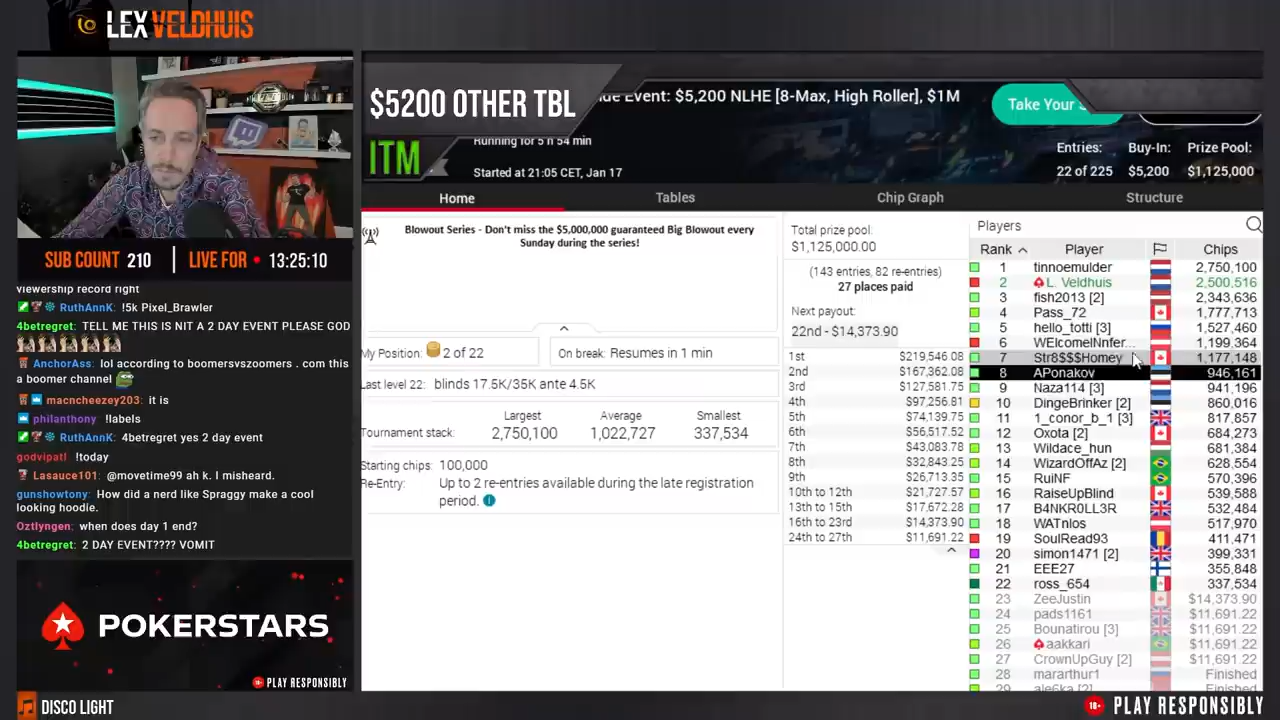 LEX VELDHUIS
$5200 OTHER TBL
ide Event: $5,200 NLHE [8-Max, High Roller], $1M
Take Your S
ITM
Running for 5 h 54 min
Started at 21:05 CET, Jan 17
Entries: Buy-In: Prize Pool:
22 of 225 $5,200 $1,125,000
Home Tables Chip Graph Structure
SUB COUNT 210 | LIVE FOR • 13:25:10
viewership record right
RuthAnnK: !5k Pixel_Brawler
4betregret: TELL ME THIS IS NIT A 2 DAY EVENT PLEASE GOD
AnchorAss: lol according to boomersvszoomers . com this
a boomer channel
macncheezey203: it is
philanthony: !labels
RuthAnnK: 4betregret yes 2 day event
godvipatl: !today
Lasauce101: @movetime99 ah k. I misheard.
gunshowtony: How did a nerd like Spraggy make a cool
looking hoodie.
Oztlyngen: when does day 1 end?
4betregret: 2 DAY EVENT???? VOMIT
POKERSTARS
18+ PLAY RESPONSIBLY
DISCO LIGHT
Blowout Series - Don't miss the $5,000,000 guaranteed Big Blowout every
Sunday during the series!
My Position: 2 of 22
On break: Resumes in 1 min
Last level 22: blinds 17.5K/35K ante 4.5K
Largest Average Smallest
Tournament stack: 2,750,100 1,022,727 337,534
Starting chips: 100,000
Re-Entry: Up to 2 re-entries available during the late registration
period.
Total prize pool:
$1,125,000.00
(143 entries, 82 re-entries)
27 places paid
Next payout:
22nd - $14,373.90
1st $219,546.08
2nd $167,362.08
3rd $127,581.75
4th $97,256.81
5th $74,139.75
6th $56,517.52
7th $43,083.78
8th $32,843.25
9th $26,713.35
10th to 12th $21,727.57
13th to 15th $17,672.28
16th to 23rd $14,373.90
24th to 27th $11,691.22
Players
Rank Player Chips
1 tinnoemulder 2,750,100
2 L. Veldhuis 2,500,516
3 fish2013 [2] 2,343,636
4 Pass_72 1,777,713
5 hello_totti [3] 1,527,460
6 WElcomeINnfer... 1,199,364
7 Str8$$$Homey 1,177,148
8 APonakov 946,161
9 Naza114 [3] 941,196
10 DingeBrinker [2] 860,016
11 1_conor_b_1 [3] 817,857
12 Oxota [2] 684,273
13 Wildace_hun 681,384
14 WizardOffAz [2] 628,554
15 RuiNF 570,396
16 RaiseUpBlind 539,588
17 B4NKR0LL3R 532,484
18 WATnlos 517,970
19 SoulRead93 411,471
20 simon1471 [2] 399,331
21 EEE27 355,848
22 ross_654 337,534
23 ZeeJustin $14,373.90
24 pads1161 $11,691.22
25 Bounatirou [3] $11,691.22
26 aakkari $11,691.22
27 CrownUpGuy [2] $11,691.22
28 mararthur1 Finished
29 ale6ka [2] Finished
18+ PLAY RESPONSIBLY